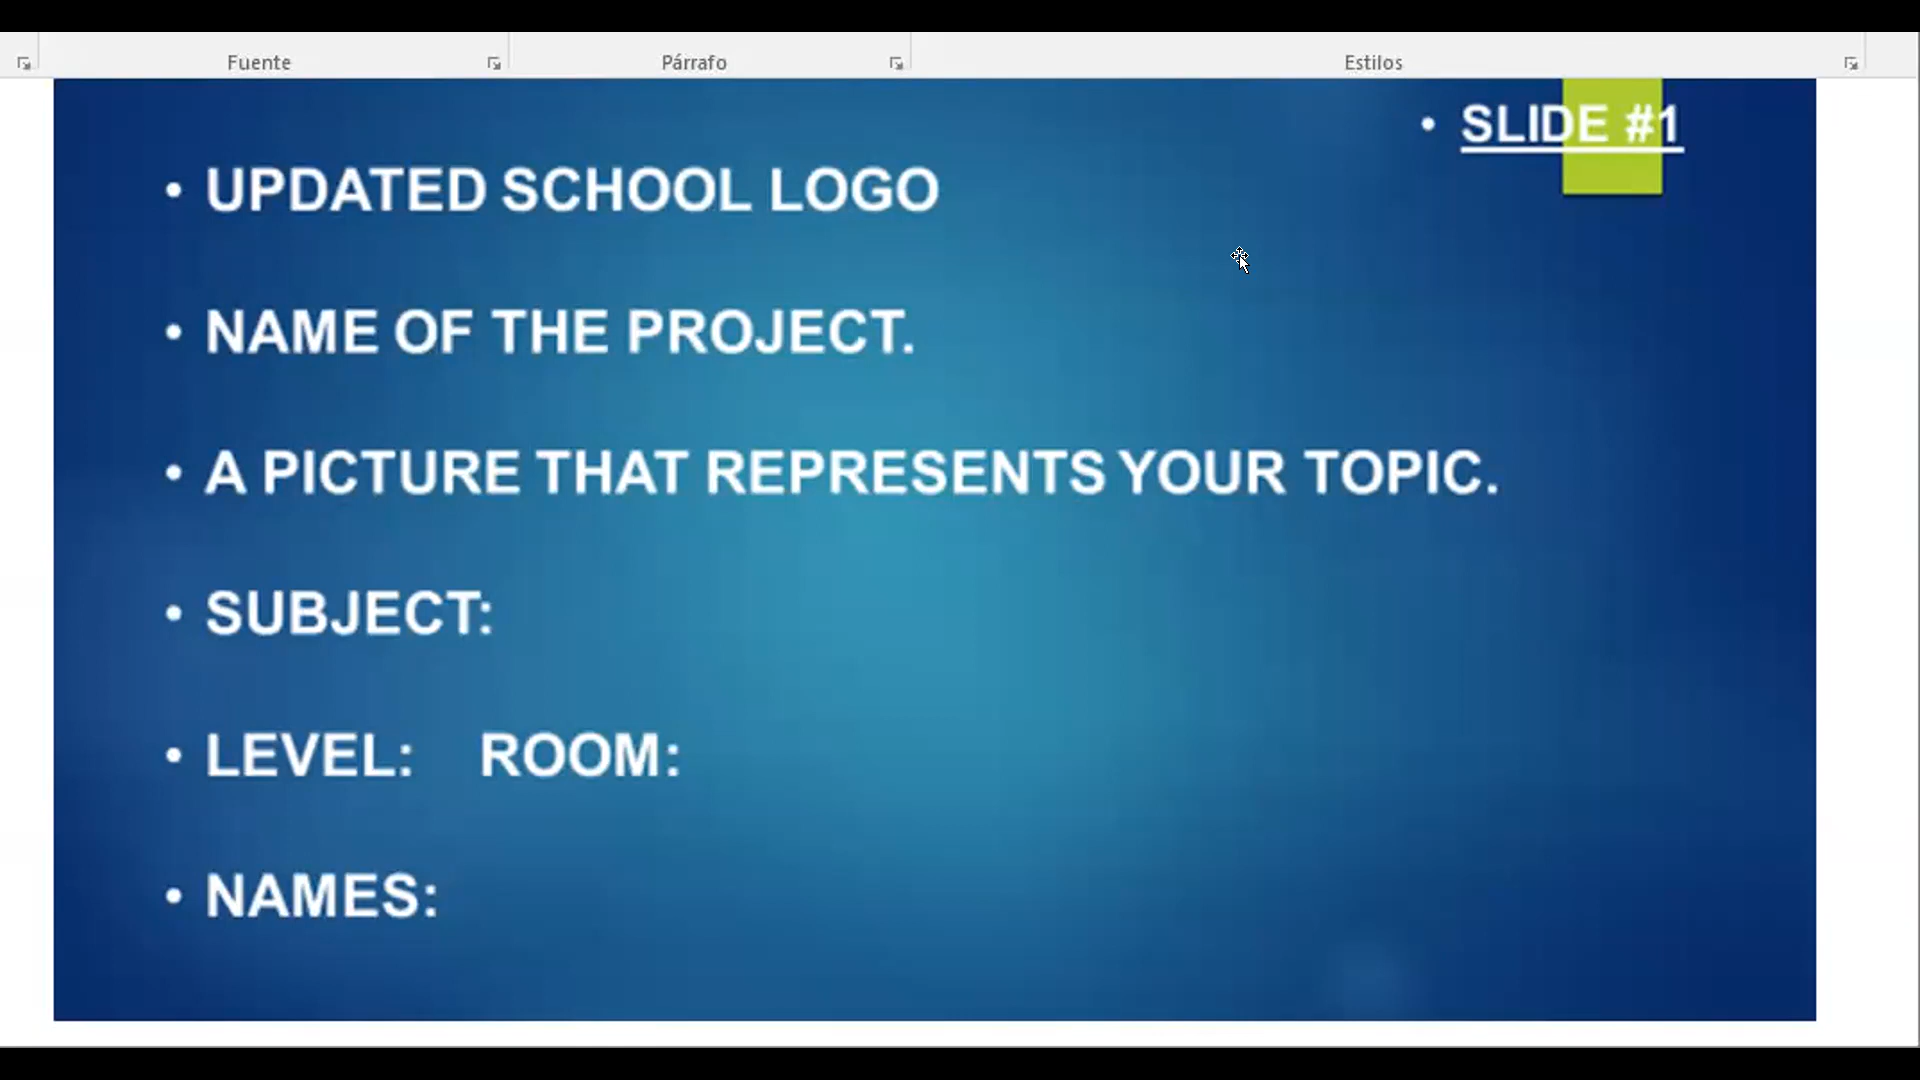 Fuente Párrafo Estilos
• SLIDE #1
• UPDATED SCHOOL LOGO
• NAME OF THE PROJECT.
• A PICTURE THAT REPRESENTS YOUR TOPIC.
• SUBJECT:
• LEVEL: ROOM:
• NAMES: